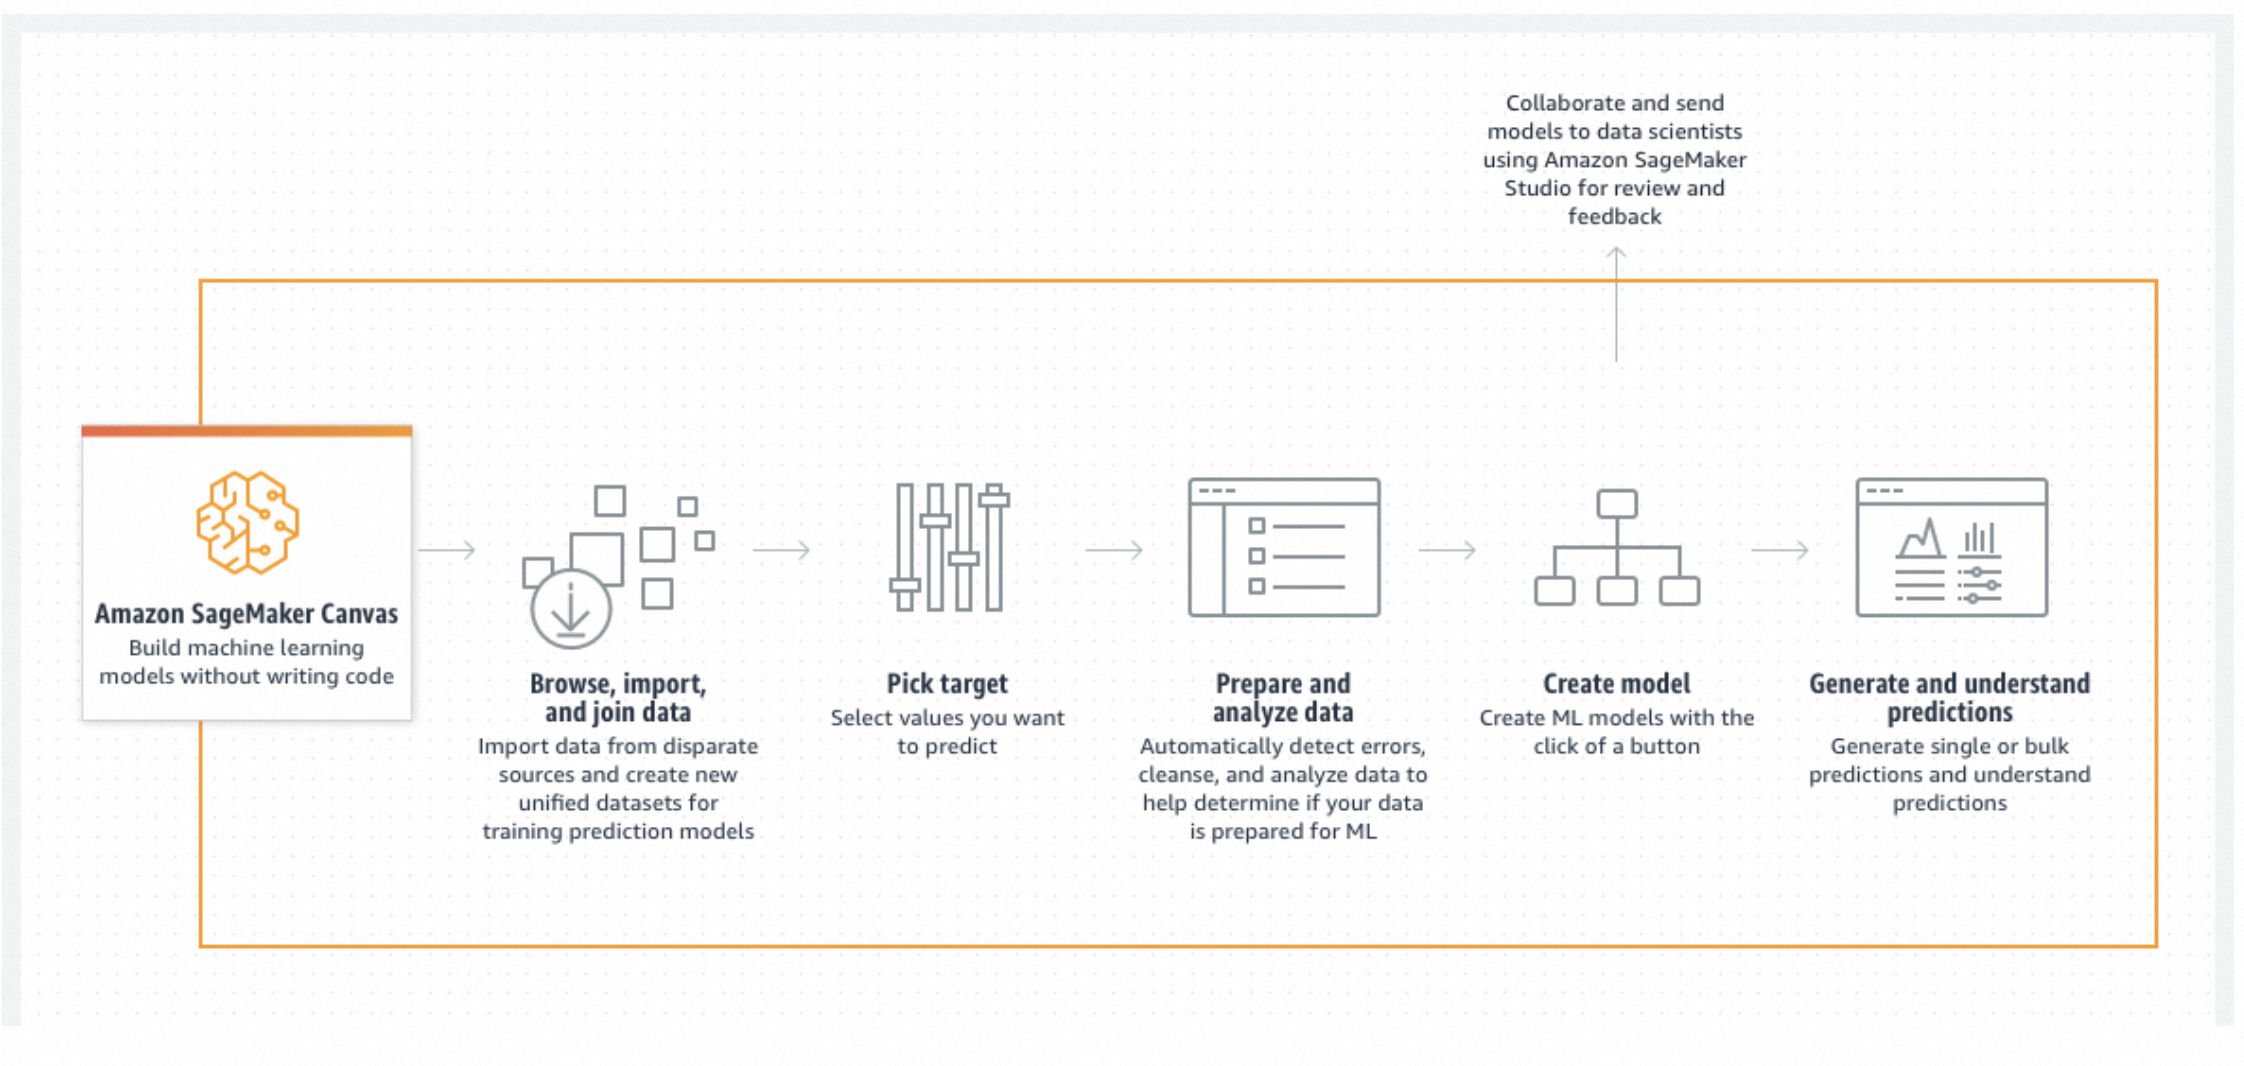 Collaborate and send
models to data scientists
using Amazon SageMaker
Studio for review and
feedback
Amazon SageMaker Canvas
Build machine learning
models without writing code
Browse, import,
and join data
Import data from disparate
sources and create new
unified datasets for
training prediction models
Pick target
Select values you want
to predict
Prepare and
analyze data
Automatically detect errors,
cleanse, and analyze data to
help determine if your data
is prepared for ML
Create model
Create ML models with the
click of a button
Generate and understand
predictions
Generate single or bulk
predictions and understand
predictions